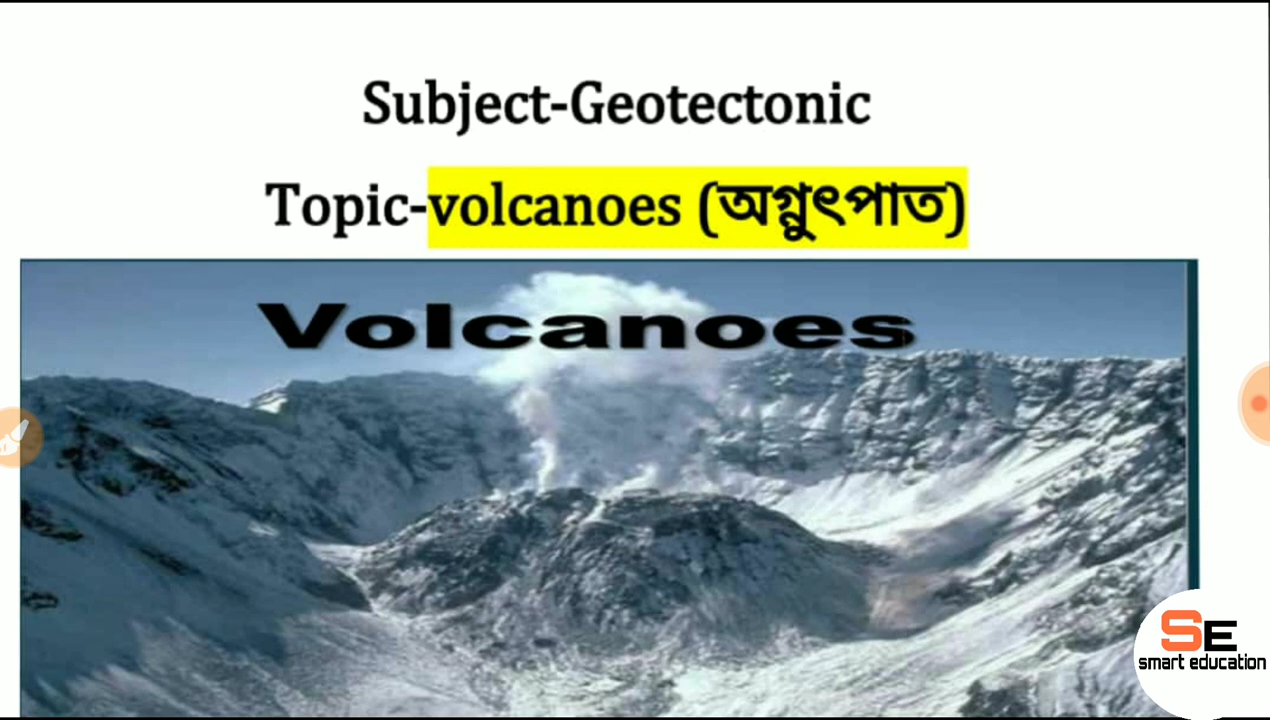 Subject-Geotectonic
Topic-volcanoes (অগ্নুৎপাত)
Volcanoes
SE
smart education